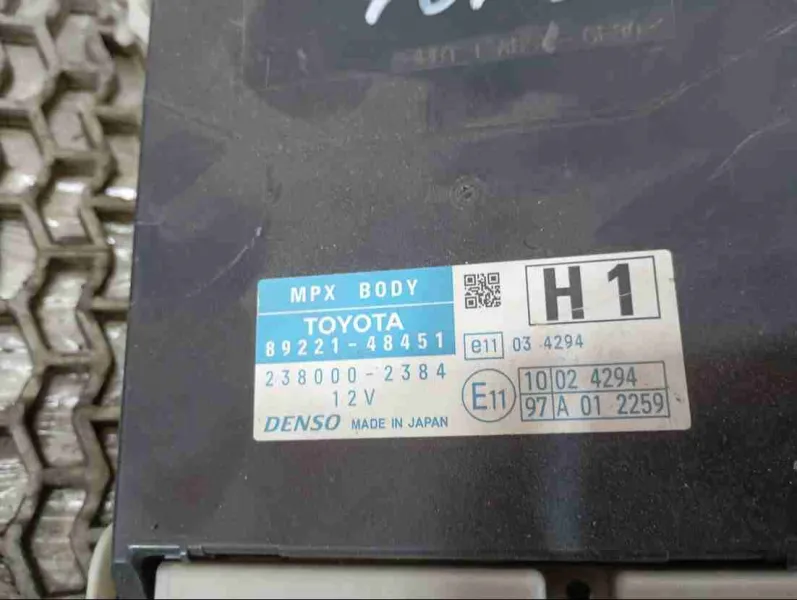 MPX BODY
TOYOTA
89221-48451
238000-2384
12V
DENSO MADE IN JAPAN
H1
e11 03 4294
E11
10 02 4294
97 A 01 2259